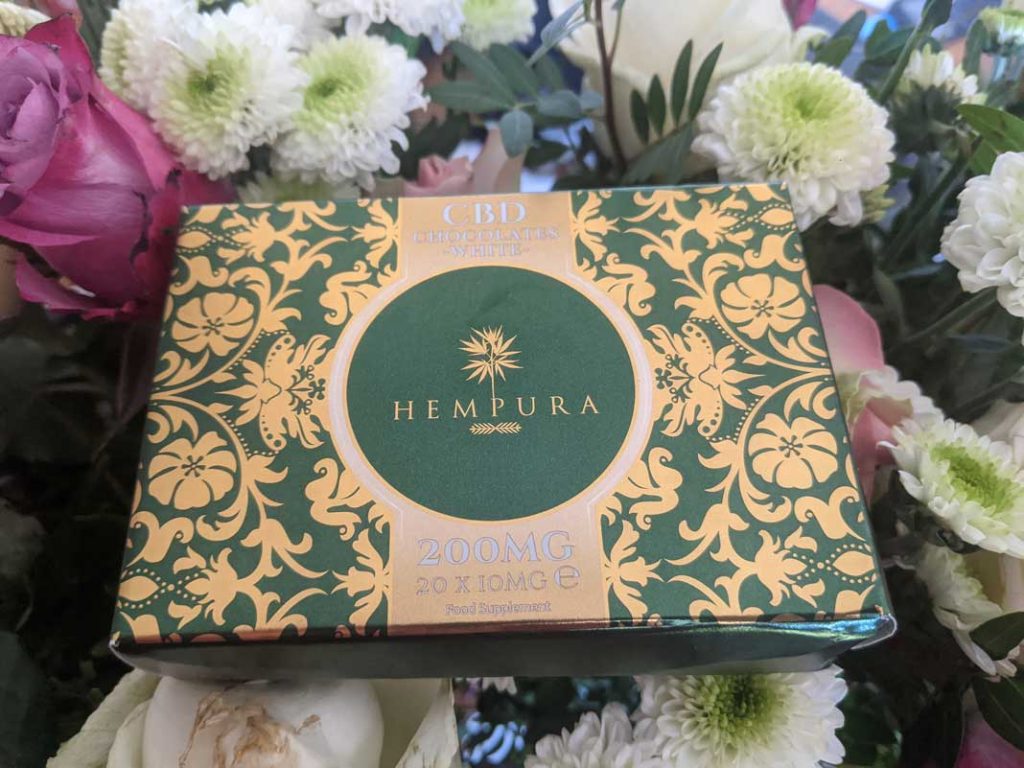 CBD
CHOCOLATES
-WHITE-
HEMPURA
200MG
20 X 10MG ℮
Food Supplement